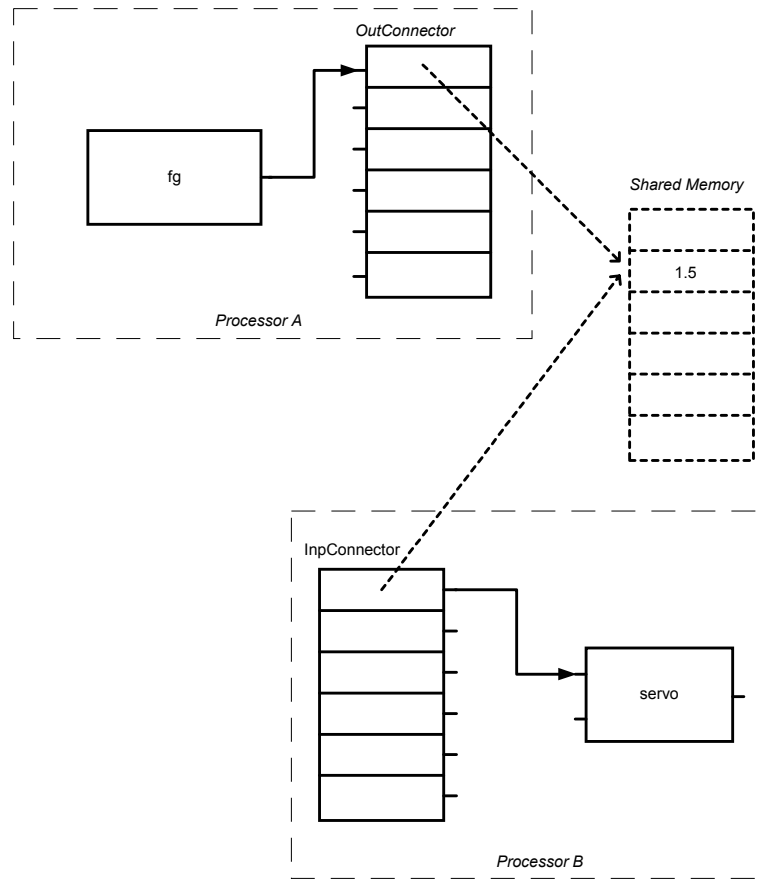 OutConnector
fg
Shared Memory
1.5
Processor A
InpConnector
servo
Processor B